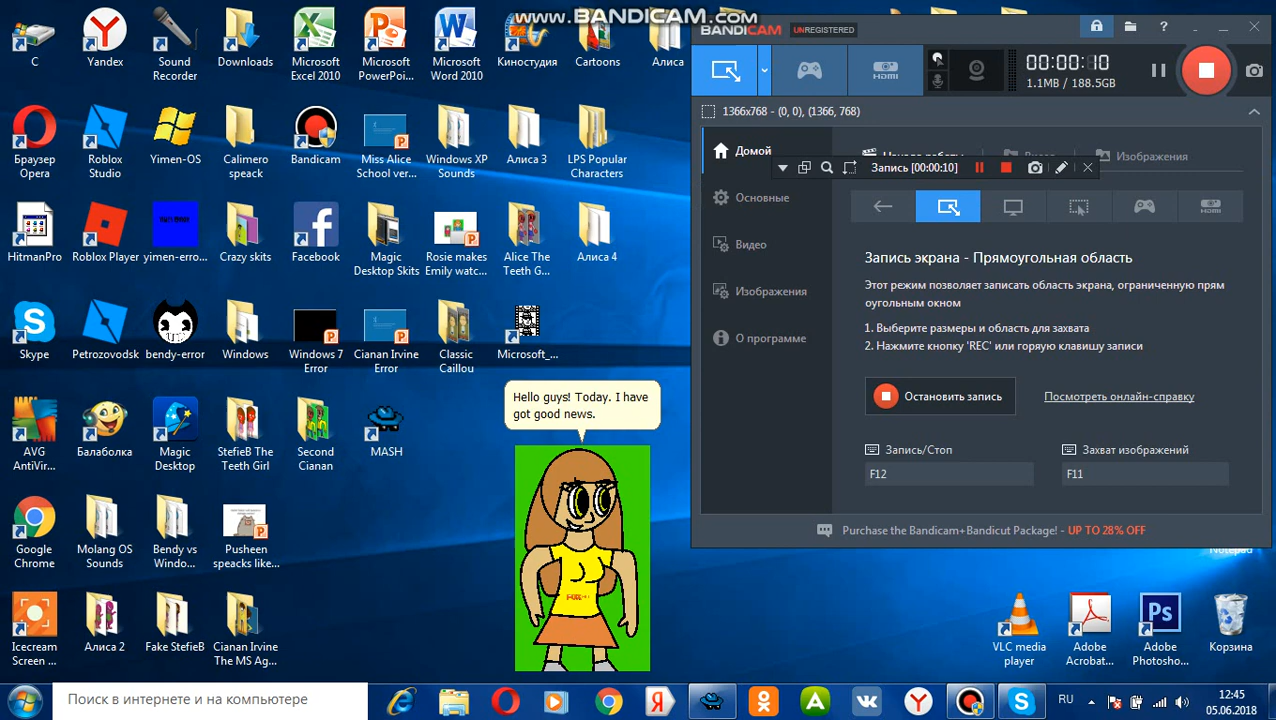 www.BANDICAM.com
C
Yandex
Sound
Recorder
Downloads
Microsoft
Excel 2010
Microsoft
PowerPoi...
Microsoft
Word 2010
Киностудия
Cartoons
Алиса
Браузер
Opera
Roblox
Studio
Yimen-OS
Calimero
speack
Bandicam
Miss Alice
School ver...
Windows XP
Sounds
Алиса 3
LPS Popular
Characters
HitmanPro
Roblox Player
yimen-erro...
Crazy skits
Facebook
Magic
Desktop Skits
Rosie makes
Emily watc...
Alice The
Teeth G...
Алиса 4
Skype
Petrozovodsk
bendy-error
Windows
Windows 7
Error
Cianan Irvine
Error
Classic
Caillou
Microsoft_...
AVG
AntiVir...
Балаболка
Magic
Desktop
StefieB The
Teeth Girl
Second
Cianan
MASH
Google
Chrome
Molang OS
Sounds
Bendy vs
Windo...
Pusheen
speacks like...
Icecream
Screen ...
Алиса 2
Fake StefieB
Cianan Irvine
The MS Ag...
Hello guys! Today. I have
got good news.
BANDICAM UNREGISTERED
HDMI
00:00:10
1.1MB / 188.5GB
1366x768 - (0, 0), (1366, 768)
Домой
Основные
Видео
Изображения
О программе
Изображения
Запись [00:00:10]
HDMI
Запись экрана - Прямоугольная область
Этот режим позволяет записать область экрана, ограниченную прям
оугольным окном
1. Выберите размеры и область для захвата
2. Нажмите кнопку 'REC' или горяую клавишу записи
Остановить запись
Посмотреть онлайн-справку
Запись/Стоп
F12
Захват изображений
F11
Purchase the Bandicam+Bandicut Package! - UP TO 28% OFF
Notepad
VLC media
player
Adobe
Acrobat...
Ps
Adobe
Photosho...
Корзина
Поиск в интернете и на компьютере
RU
12:45
05.06.2018